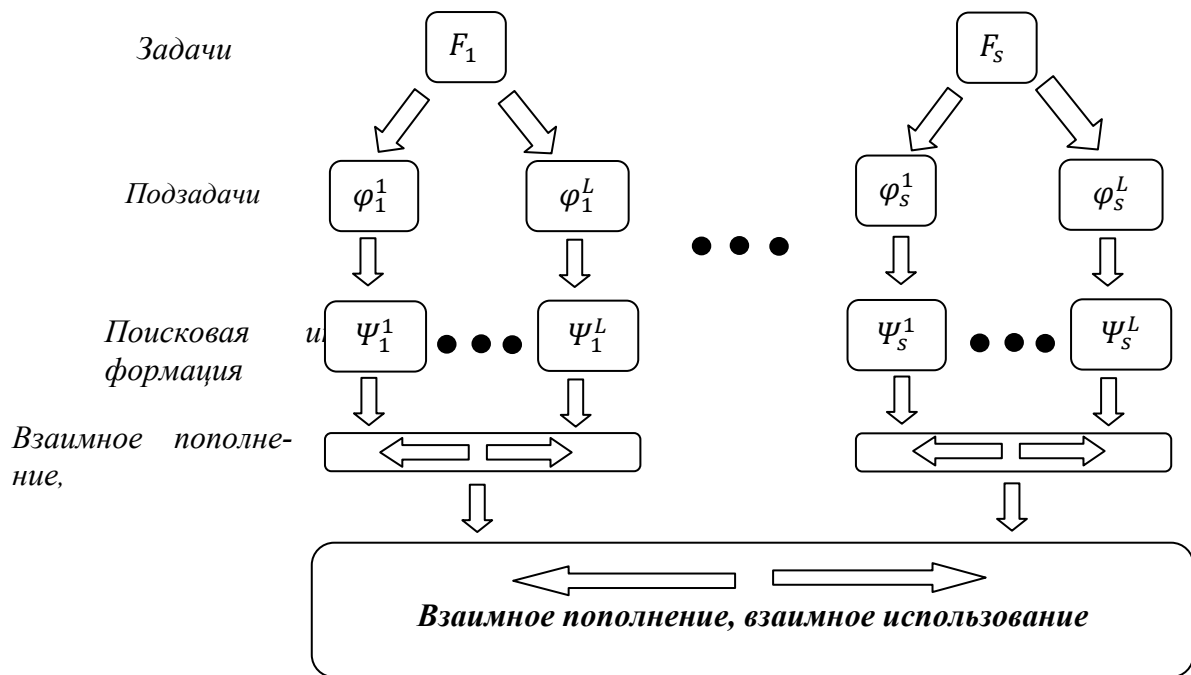 Задачи F₁ Fₛ
Подзадачи φ₁¹ φ₁ᴸ φₛ¹ φₛᴸ
Поисковая Ψ₁¹ Ψ₁ᴸ Ψₛ¹ Ψₛᴸ
формация
Взаимное пополне-
ние,
Взаимное пополнение, взаимное использование